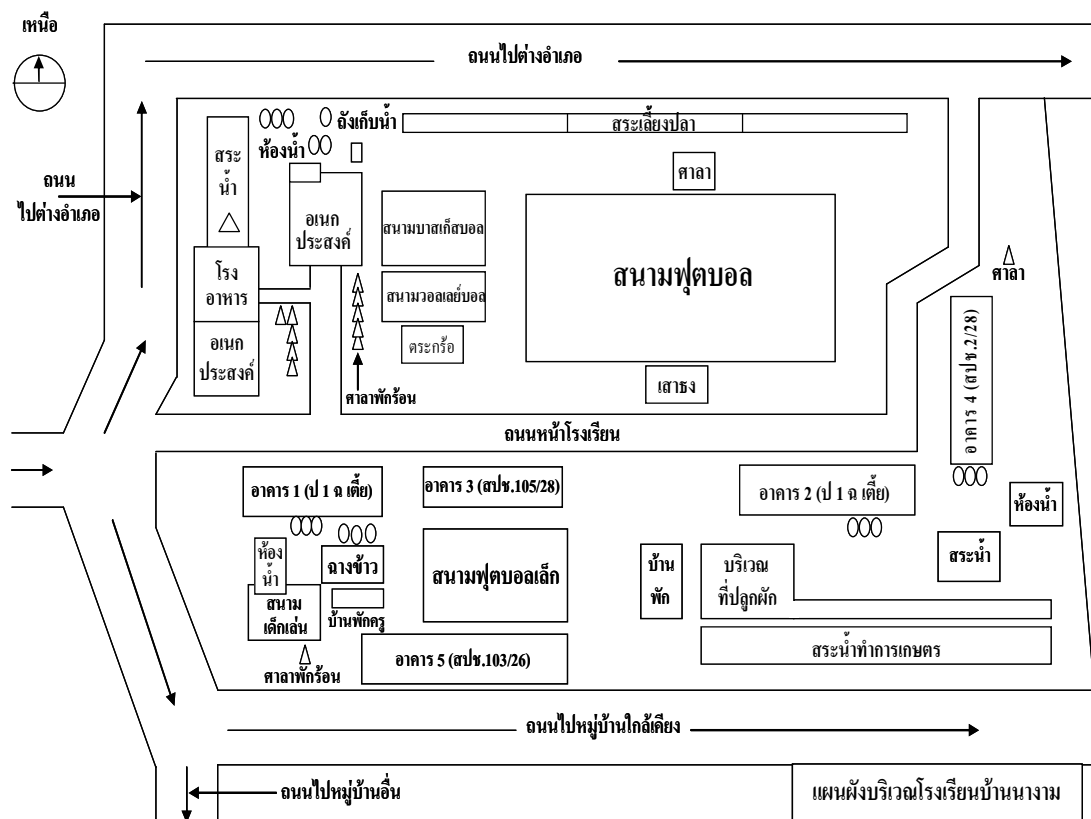 เหนือ
ถนนไปต่างอำเภอ
ถนน
ไปต่างอำเภอ
สระ
น้ำ
ห้องน้ำ
ถังเก็บน้ำ
สระเลี้ยงปลา
ศาลา
อเนก
ประสงค์
สนามบาสเก็สบอล
สนามฟุตบอล
ศาลา
โรง
อาหาร
สนามวอลเลย์บอล
อเนก
ประสงค์
ตระกร้อ
ศาลาพักร้อน
เสาธง
อาคาร 4 (สปช.2/28)
ถนนหน้าโรงเรียน
อาคาร 1 (ป 1 ฉ เตี้ย)
อาคาร 3 (สปช.105/28)
อาคาร 2 (ป 1 ฉ เตี้ย)
ห้องน้ำ
ห้อง
น้ำ
ฉางข้าว
สนามฟุตบอลเล็ก
บ้าน
พัก
บริเวณ
ที่ปลูกผัก
สระน้ำ
สนาม
เด็กเล่น
บ้านพักครู
ศาลาพักร้อน
อาคาร 5 (สปช.103/26)
สระน้ำทำการเกษตร
ถนนไปหมู่บ้านใกล้เคียง
ถนนไปหมู่บ้านอื่น
แผนผังบริเวณโรงเรียนบ้านนางาม